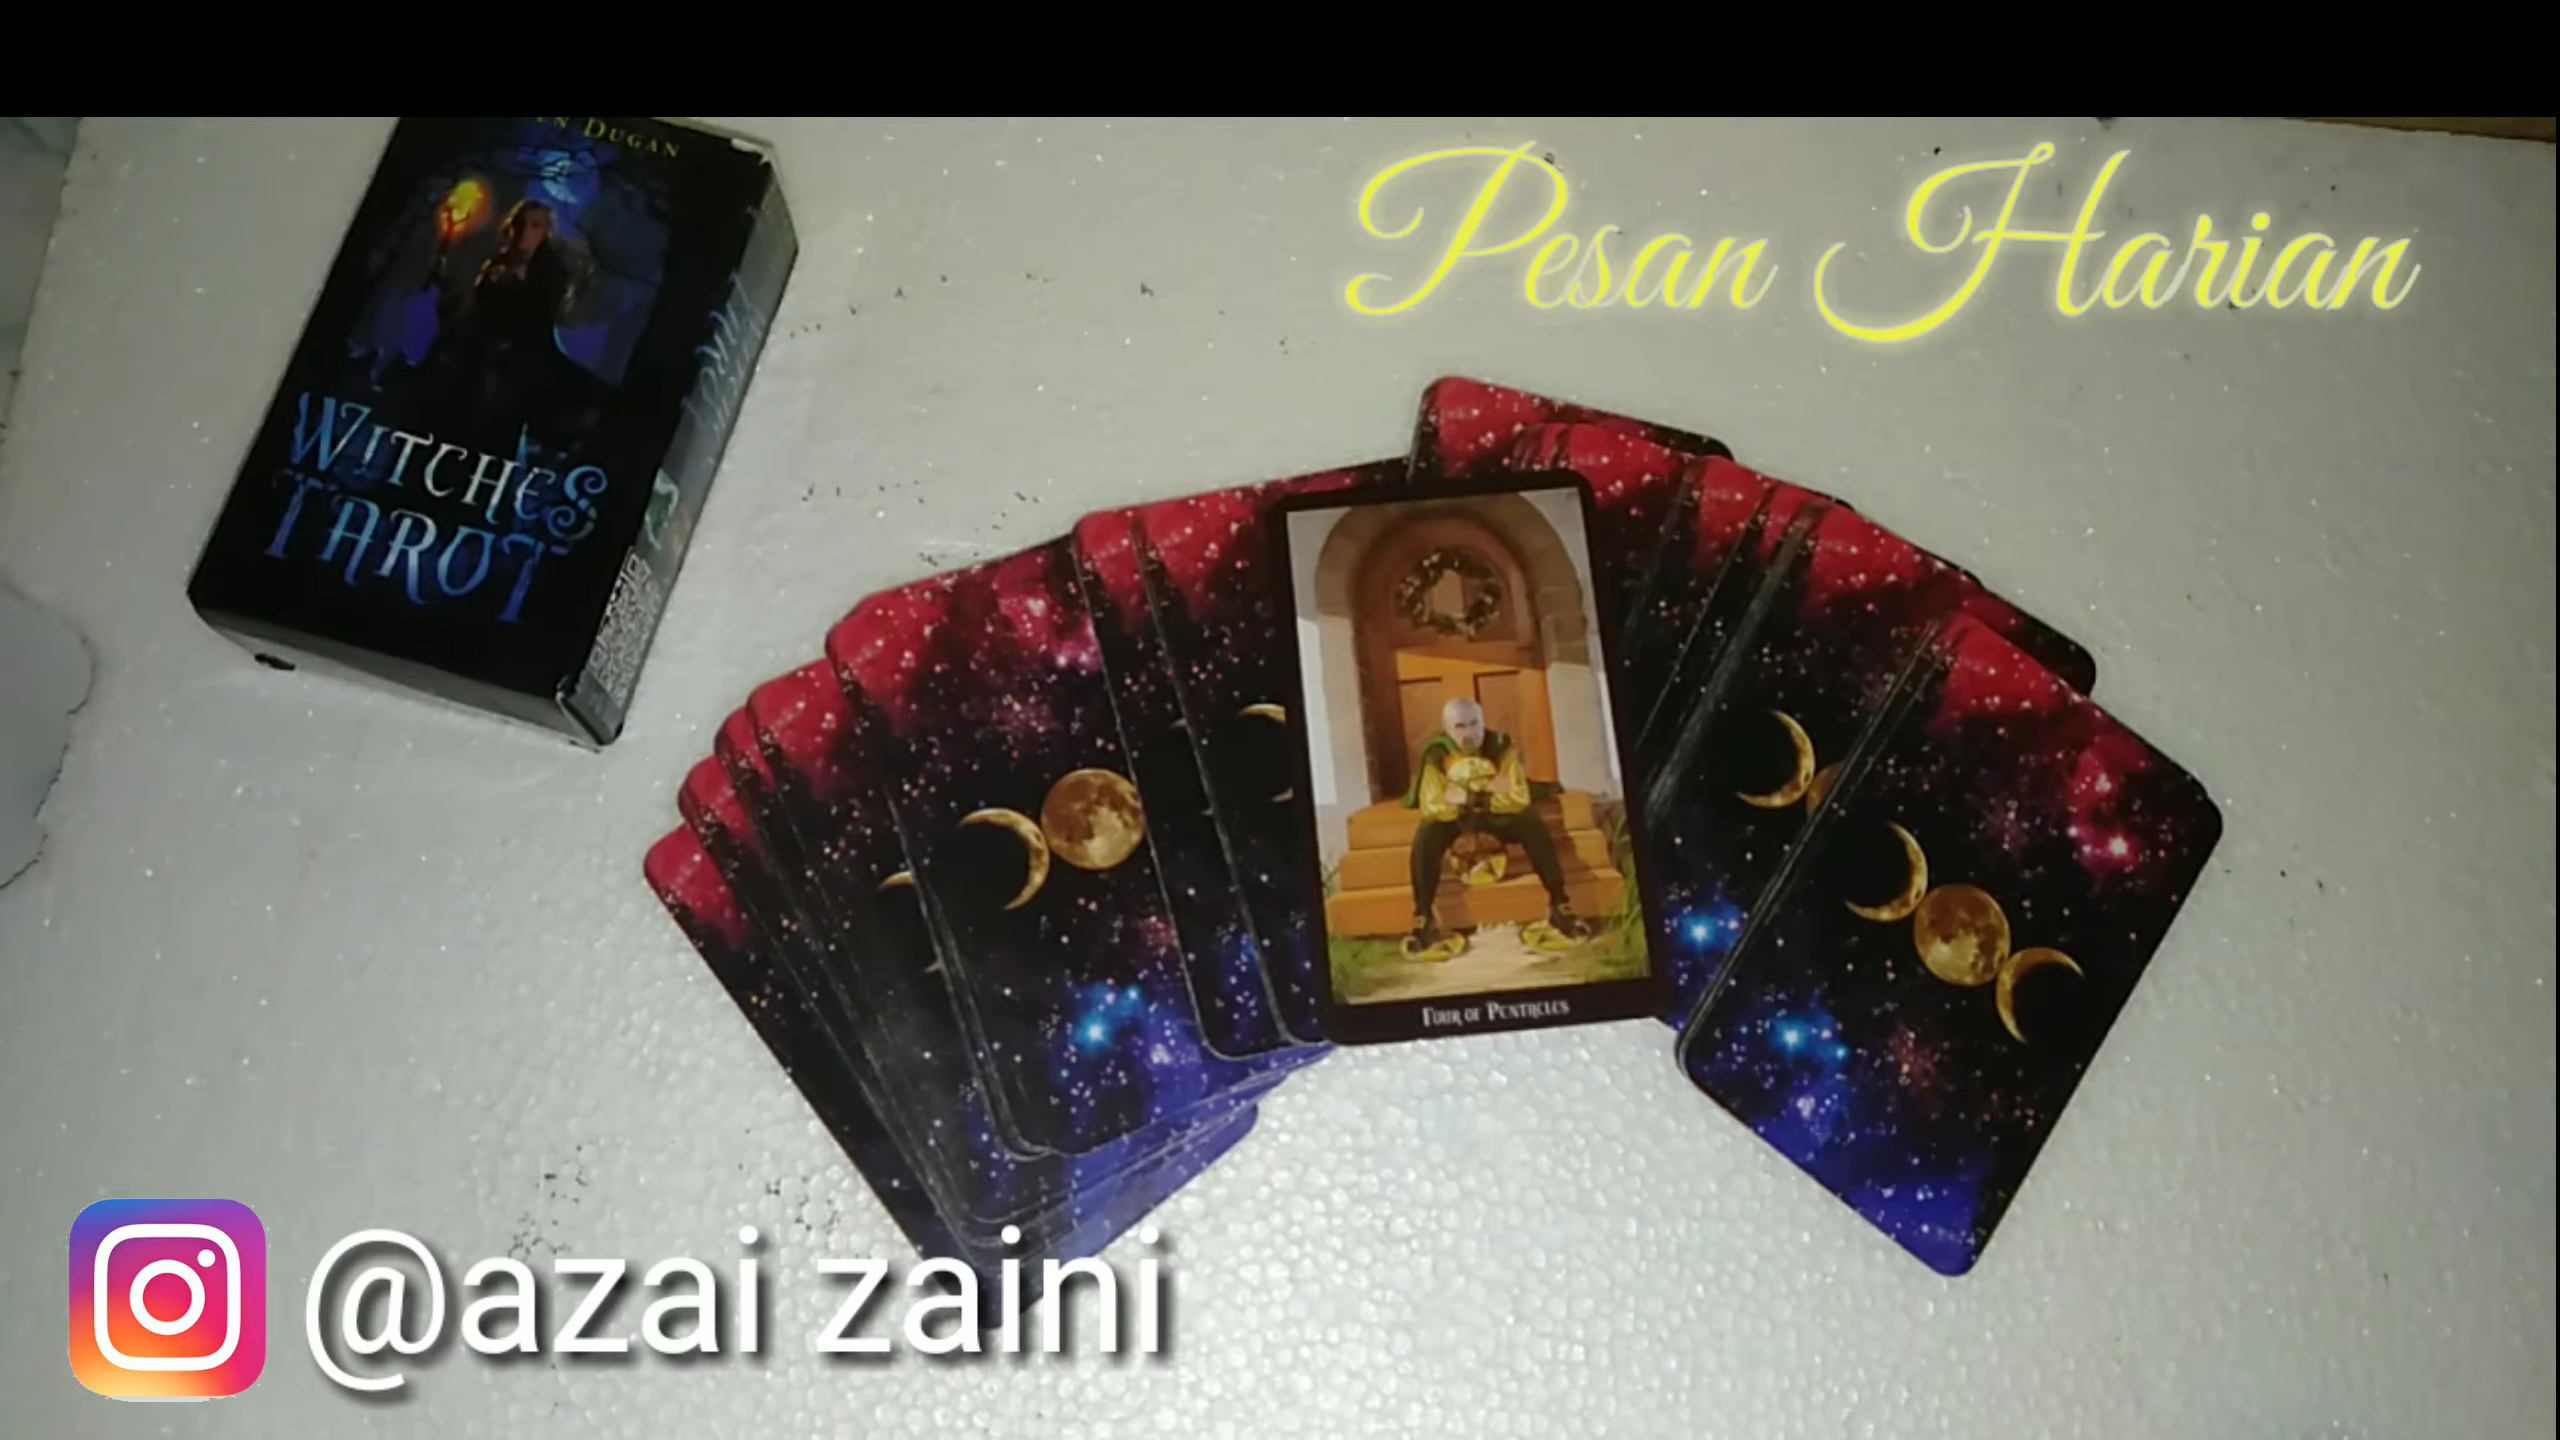 Dugan
Witches
Tarot
Pesan Harian
Four of Pentacles
@azai zaini